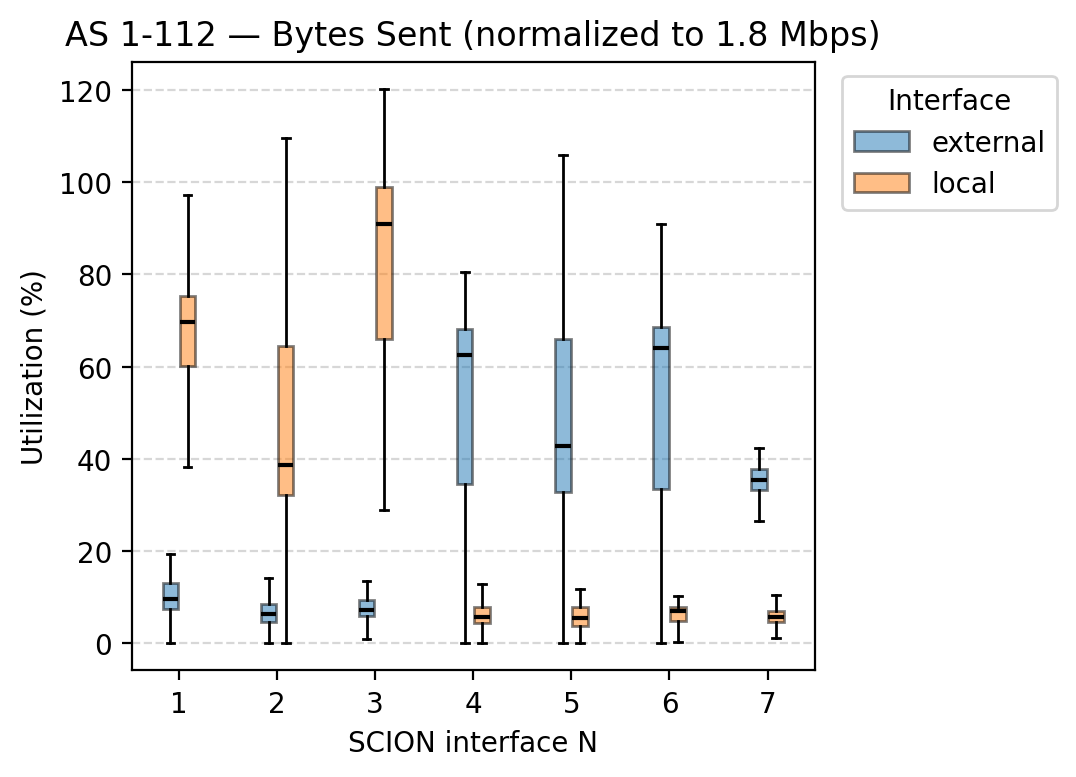 AS 1-112 — Bytes Sent (normalized to 1.8 Mbps)
Interface
external
local
Utilization (%)
120
100
80
60
40
20
0
1 2 3 4 5 6 7
SCION interface N